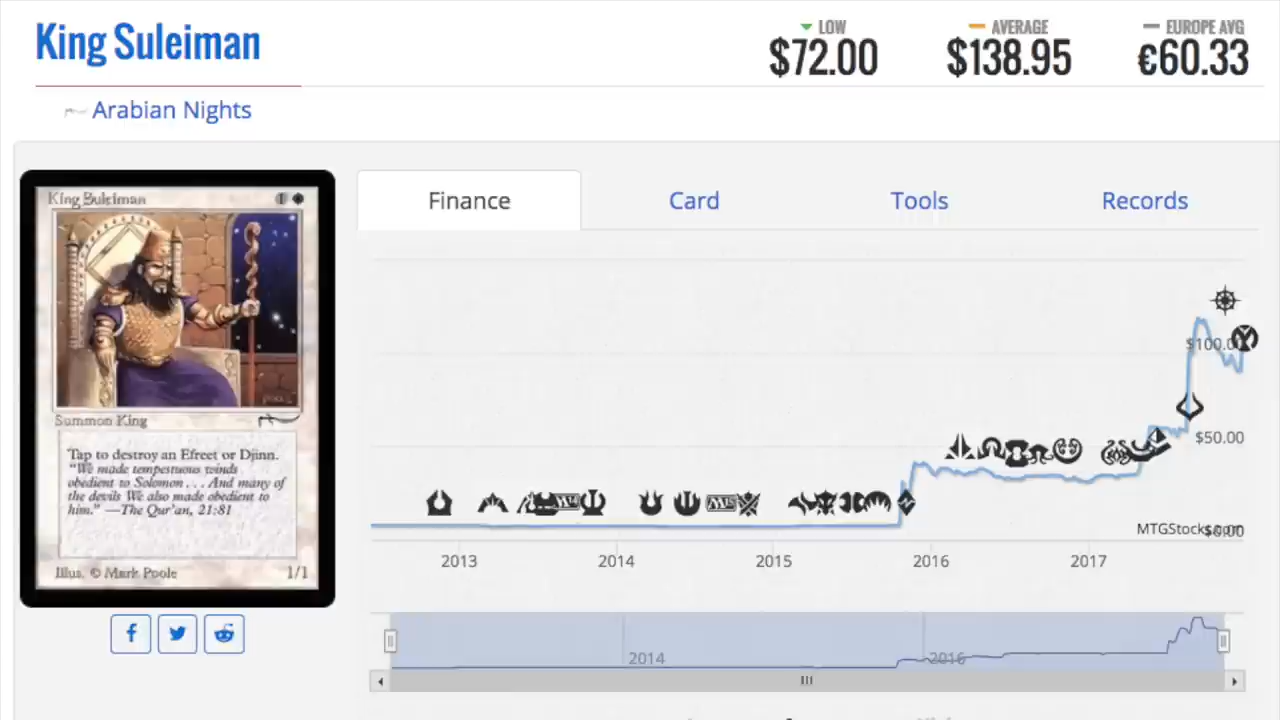 King Suleiman
LOW
$72.00
AVERAGE
$138.95
EUROPE AVG
€60.33
Arabian Nights
Finance
Card
Tools
Records
King Suleiman
Summon King
Tap to destroy an Efreet or Djinn.
"We made tempestuous winds
obedient to Solomon . . . And many of
the devils We also made obedient to
him." —The Qur'an, 21:81
Illus. © Mark Poole
1/1
$100.00
$50.00
$0.00
MTGStocks.com
2013
2014
2015
2016
2017
2014
2016